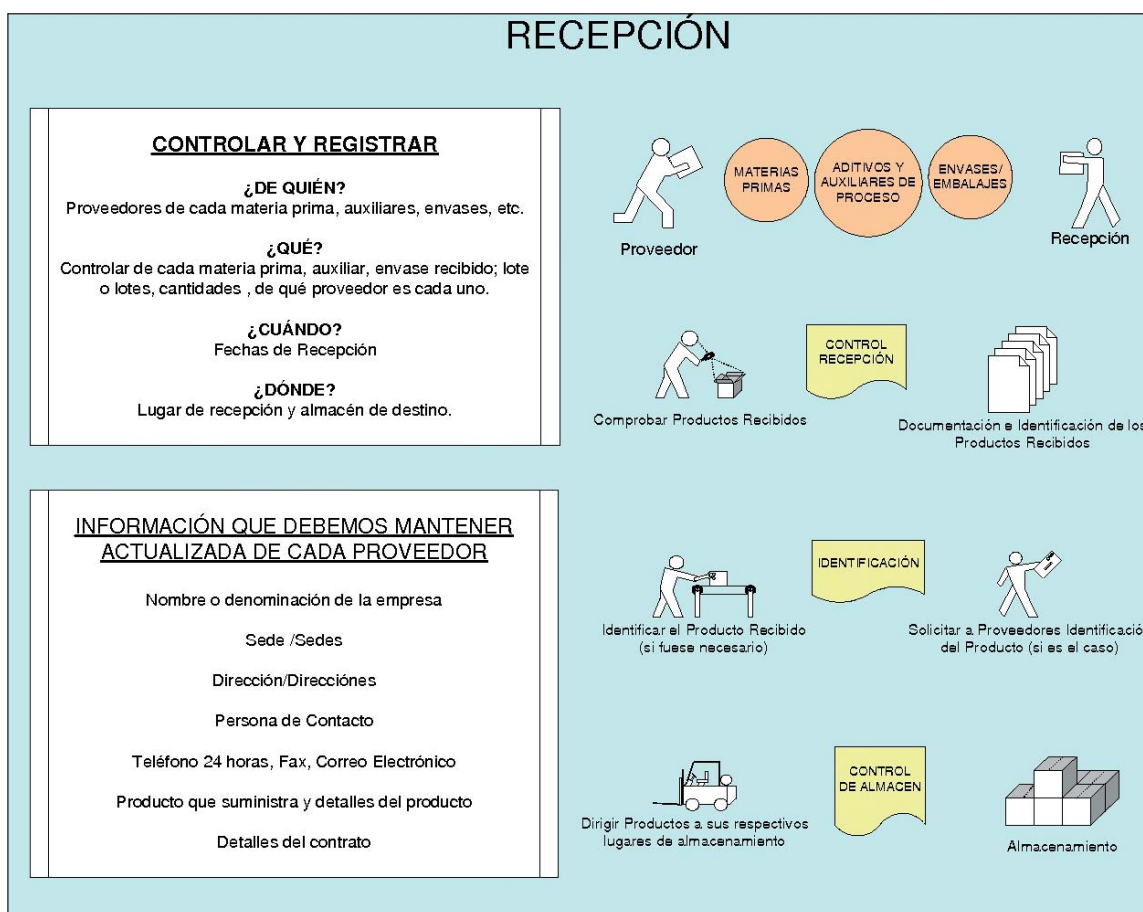 RECEPCIÓN
CONTROLAR Y REGISTRAR
¿DE QUIÉN?
Proveedores de cada materia prima, auxiliares, envases, etc.
¿QUÉ?
Controlar de cada materia prima, auxiliar, envase recibido; lote
o lotes, cantidades , de qué proveedor es cada uno.
¿CUÁNDO?
Fechas de Recepción
¿DÓNDE?
Lugar de recepción y almacén de destino.
INFORMACIÓN QUE DEBEMOS MANTENER
ACTUALIZADA DE CADA PROVEEDOR
Nombre o denominación de la empresa
Sede /Sedes
Dirección/Direcciónes
Persona de Contacto
Teléfono 24 horas, Fax, Correo Electrónico
Producto que suministra y detalles del producto
Detalles del contrato
Proveedor
MATERIAS
PRIMAS
ADITIVOS Y
AUXILIARES DE
PROCESO
ENVASES/
EMBALAJES
Recepción
Comprobar Productos Recibidos
CONTROL
RECEPCIÓN
Documentación e Identificación de los
Productos Recibidos
Identificar el Producto Recibido
(si fuese necesario)
IDENTIFICACIÓN
Solicitar a Proveedores Identificación
del Producto (si es el caso)
Dirigir Productos a sus respectivos
lugares de almacenamiento
CONTROL
DE ALMACEN
Almacenamiento